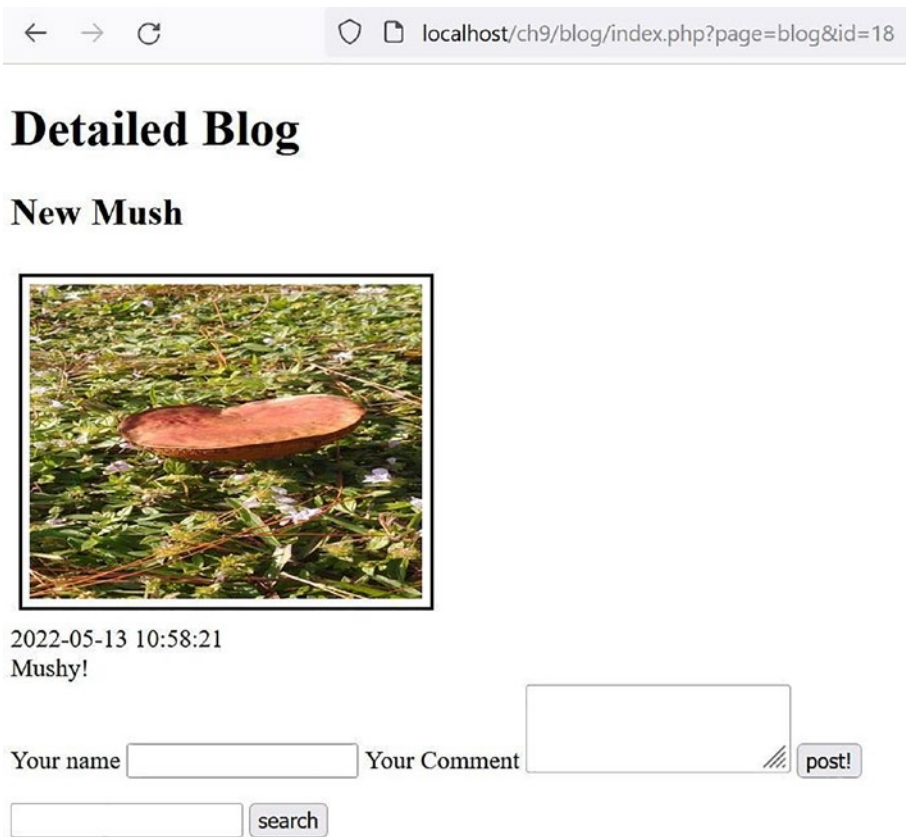 localhost/ch9/blog/index.php?page=blog&id=18
Detailed Blog
New Mush
2022-05-13 10:58:21
Mushy!
Your name Your Comment post!
search